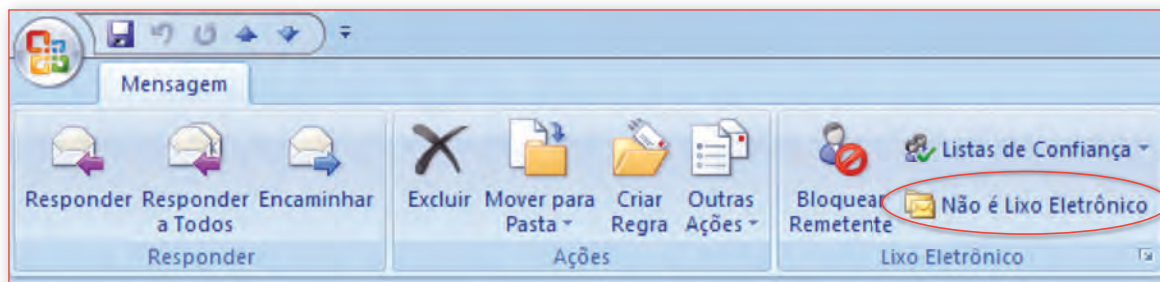 Mensagem
Responder
Responder a Todos
Encaminhar
Excluir
Mover para Pasta
Criar Regra
Outras Ações
Bloquear Remetente
Listas de Confiança
Não é Lixo Eletrônico
Responder
Ações
Lixo Eletrônico